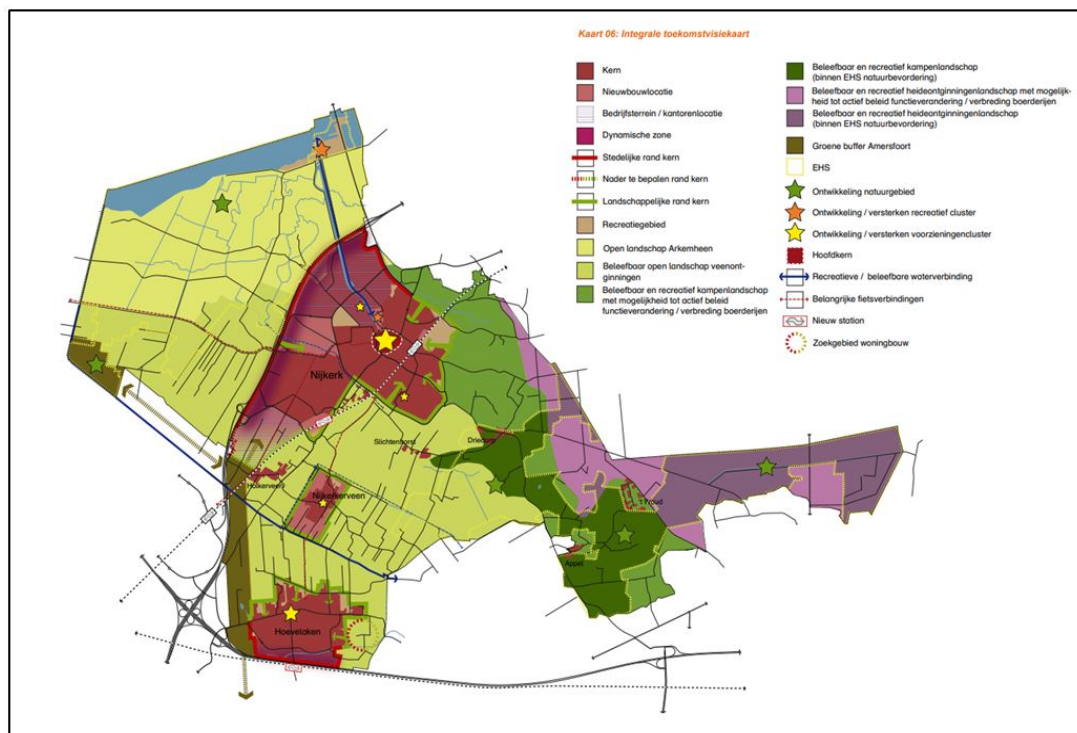 Kaart 06: Integrale toekomstvisiekaart
Kern
Nieuwbouwlocatie
Bedrijfsterrein / kantorenlocatie
Dynamische zone
Stedelijke rand kern
Nader te bepalen rand kern
Landschappelijke rand kern
Recreatiegebied
Open landschap Arkemheen
Beleefbaar open landschap veenont-
ginningen
Beleefbaar en recreatief kampenlandschap
met mogelijkheid tot actief beleid
functieverandering / verbreding boerderijen
Beleefbaar en recreatief kampenlandschap
(binnen EHS natuurbevordering)
Beleefbaar en recreatief heideontginningenlandschap met mogelijk-
heid tot actief beleid functieverandering / verbreding boerderijen
Beleefbaar en recreatief heideontginningenlandschap
(binnen EHS natuurbevordering)
Groene buffer Amersfoort
EHS
Ontwikkeling natuurgebied
Ontwikkeling / versterken recreatief cluster
Ontwikkeling / versterken voorzieningencluster
Hoofdkern
Recreatieve / beleefbare waterverbinding
Belangrijke fietsverbindingen
Nieuw station
Zoekgebied woningbouw
Nijkerk
Slichtenhorst
Driedorp
Holkerveen
Nijkerkerveen
Proud
Appel
Hoevelaken